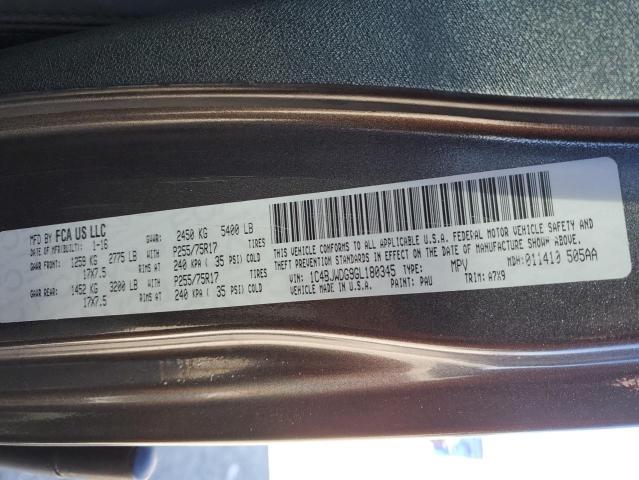 MFD BY FCA US LLC
DATE OF MFR(BUILT): 1-16 GVWR: 2450 KG 5400 LB
GAWR FRONT: 1259 KG 2775 LB WITH P255/75R17 TIRES
17X7.5 RIMS AT 240 KPA ( 35 PSI) COLD
GAWR REAR: 1452 KG 3200 LB WITH P255/75R17 TIRES
17X7.5 RIMS AT 240 KPA ( 35 PSI) COLD
THIS VEHICLE CONFORMS TO ALL APPLICABLE U.S.A. FEDERAL MOTOR VEHICLE SAFETY AND
THEFT PREVENTION STANDARDS IN EFFECT ON THE DATE OF MANUFACTURE SHOWN ABOVE.
VIN: 1C4BJWDG9GL180345 TYPE: MPV MDH: 011410 505AA
VEHICLE MADE IN U.S.A. PAINT: PAU TRIM: A7X9